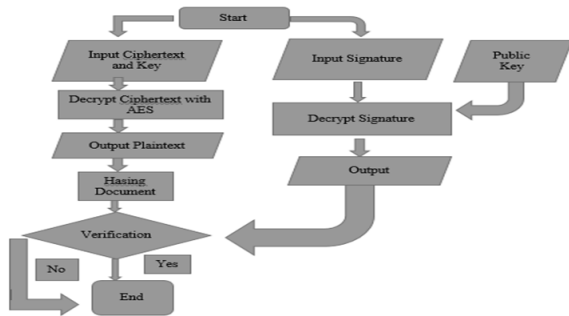 Start
Input Ciphertext
and Key
Decrypt Ciphertext with
AES
Output Plaintext
Hasing
Document
Verification
No
Yes
End
Input Signature
Public
Key
Decrypt Signature
Output